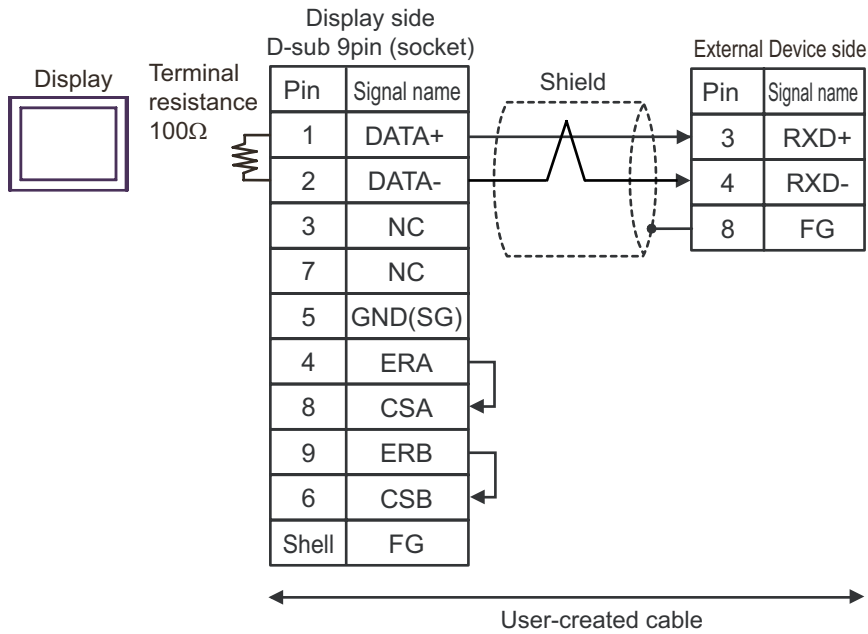 Display side
D-sub 9pin (socket)
External Device side
Display
Terminal
resistance
100Ω
Shield
Pin Signal name
1 DATA+
2 DATA-
3 NC
7 NC
5 GND(SG)
4 ERA
8 CSA
9 ERB
6 CSB
Shell FG
Pin Signal name
3 RXD+
4 RXD-
8 FG
User-created cable